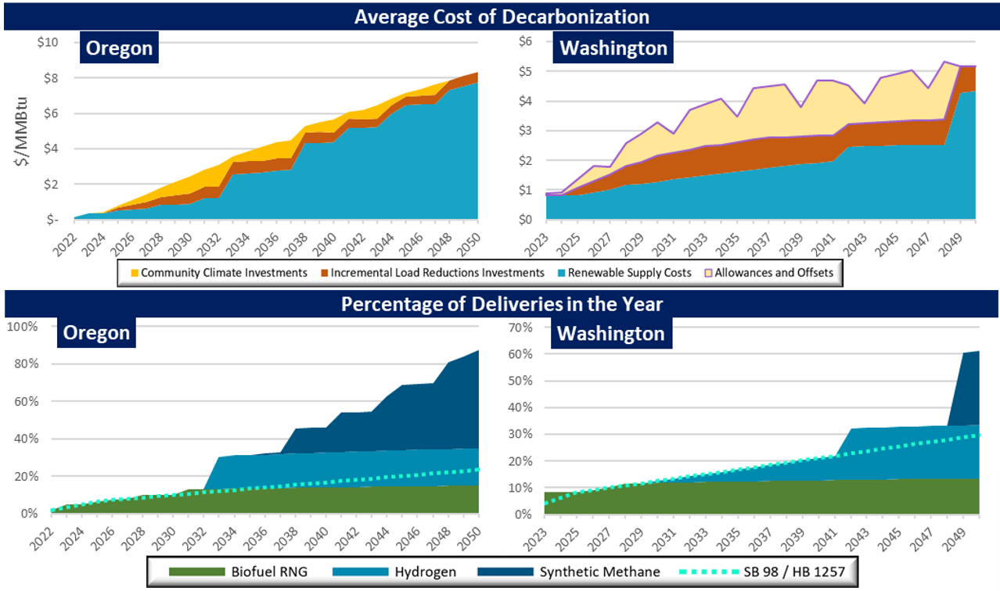 Average Cost of Decarbonization
Oregon
Washington
$/MMBtu
$10
$8
$6
$4
$2
$-
2022 2024 2026 2028 2030 2032 2034 2036 2038 2040 2042 2044 2046 2048 2050
$6
$5
$4
$3
$2
$1
$0
2023 2025 2027 2029 2031 2033 2035 2037 2039 2041 2043 2045 2047 2049
Community Climate Investments Incremental Load Reductions Investments Renewable Supply Costs Allowances and Offsets
Percentage of Deliveries in the Year
Oregon
Washington
100%
80%
60%
40%
20%
0%
2022 2024 2026 2028 2030 2032 2034 2036 2038 2040 2042 2044 2046 2048 2050
70%
60%
50%
40%
30%
20%
10%
0%
2023 2025 2027 2029 2031 2033 2035 2037 2039 2041 2043 2045 2047 2049
Biofuel RNG Hydrogen Synthetic Methane SB 98 / HB 1257